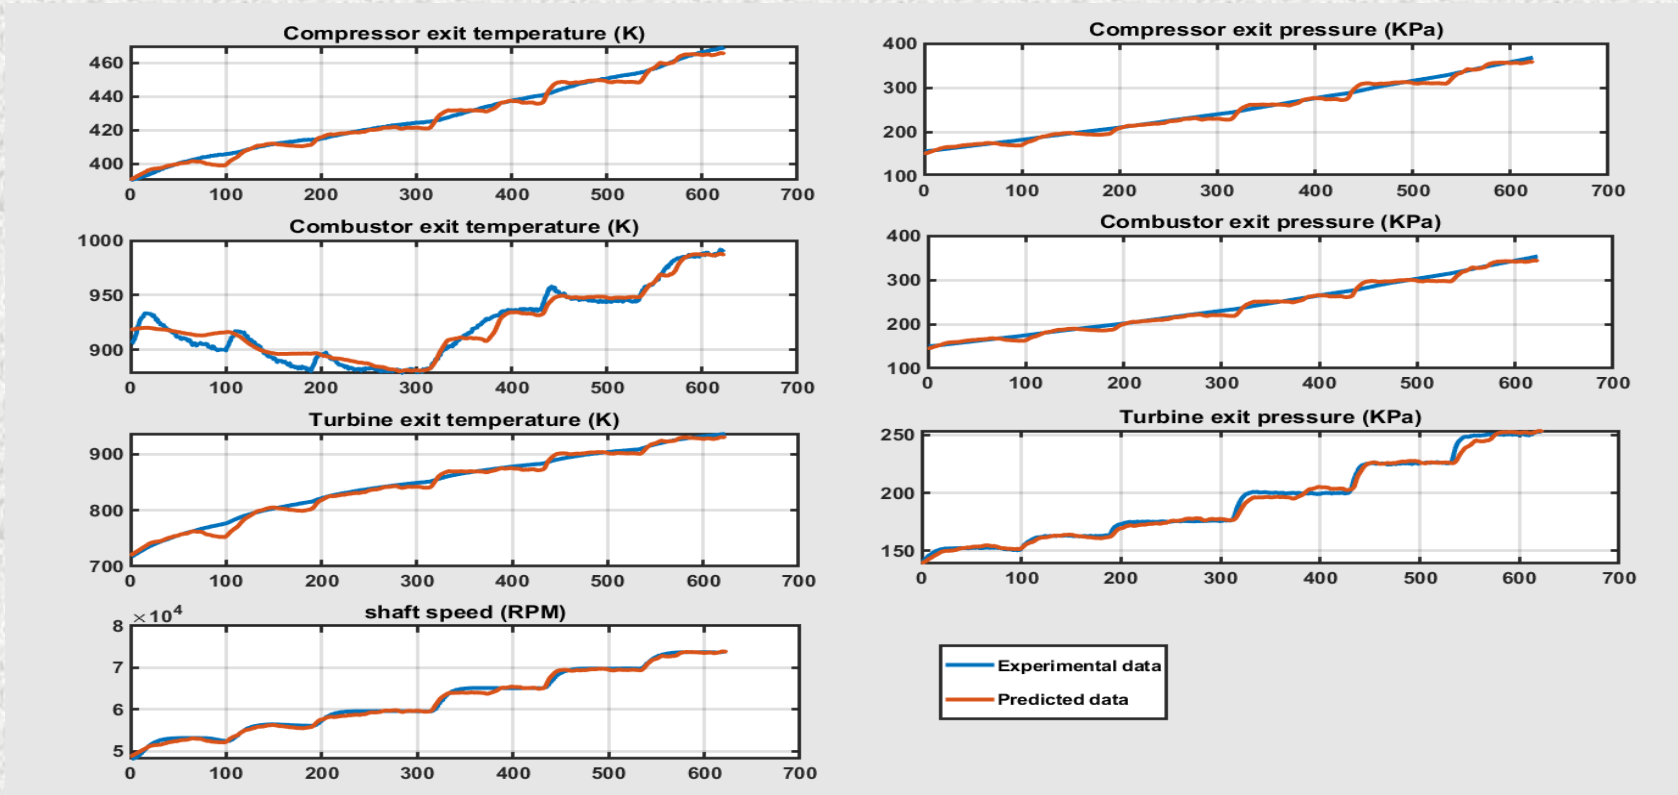 Compressor exit temperature (K)
460
440
420
400
0 100 200 300 400 500 600 700
Compressor exit pressure (KPa)
400
300
200
100
0 100 200 300 400 500 600 700
Combustor exit temperature (K)
1000
950
900
0 100 200 300 400 500 600 700
Combustor exit pressure (KPa)
400
300
200
100
0 100 200 300 400 500 600 700
Turbine exit temperature (K)
900
800
700
0 100 200 300 400 500 600 700
Turbine exit pressure (KPa)
250
200
150
0 100 200 300 400 500 600 700
shaft speed (RPM)
×10⁴
8
7
6
5
0 100 200 300 400 500 600 700
Experimental data
Predicted data